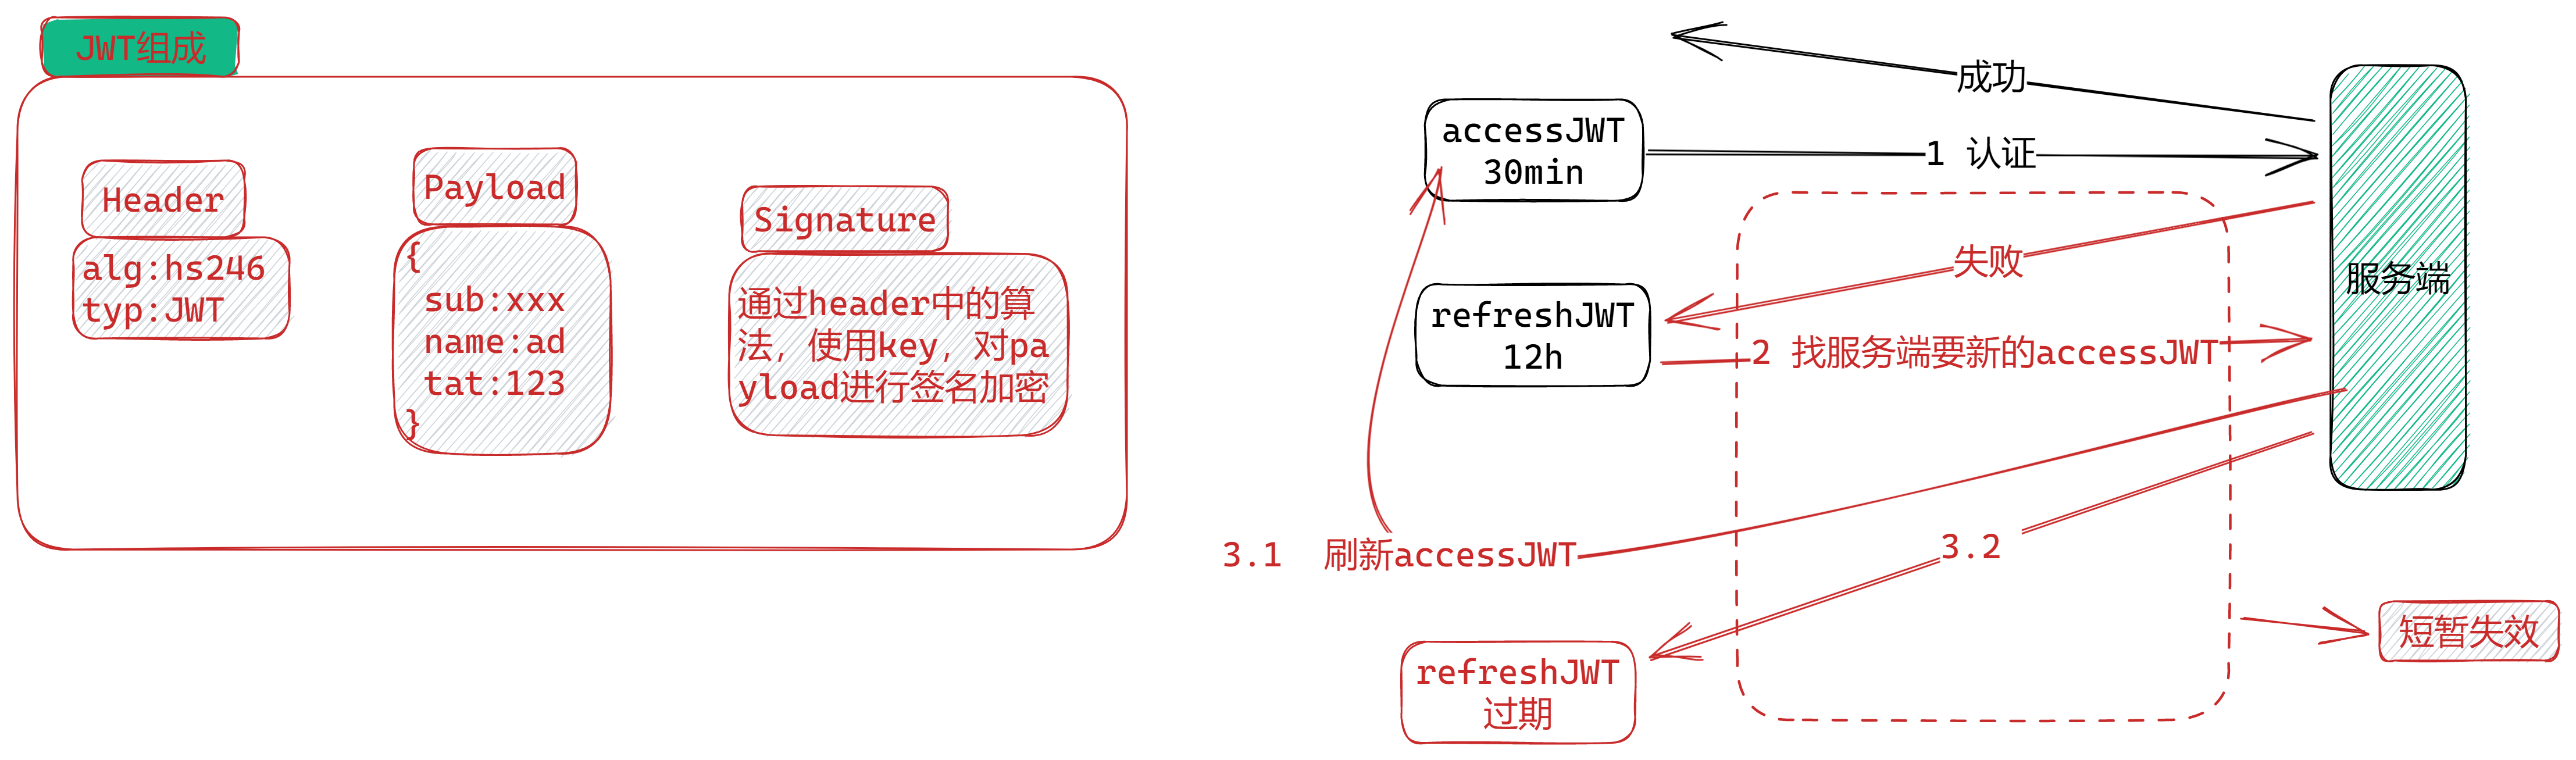 JWT组成
Header
alg:hs246
typ:JWT
Payload
{
sub:xxx
name:ad
tat:123
}
Signature
通过header中的算
法，使用key，对pa
yload进行签名加密
成功
accessJWT
30min
1 认证
失败
refreshJWT
12h
2 找服务端要新的accessJWT
服务端
3.1 刷新accessJWT
3.2
refreshJWT
过期
短暂失效